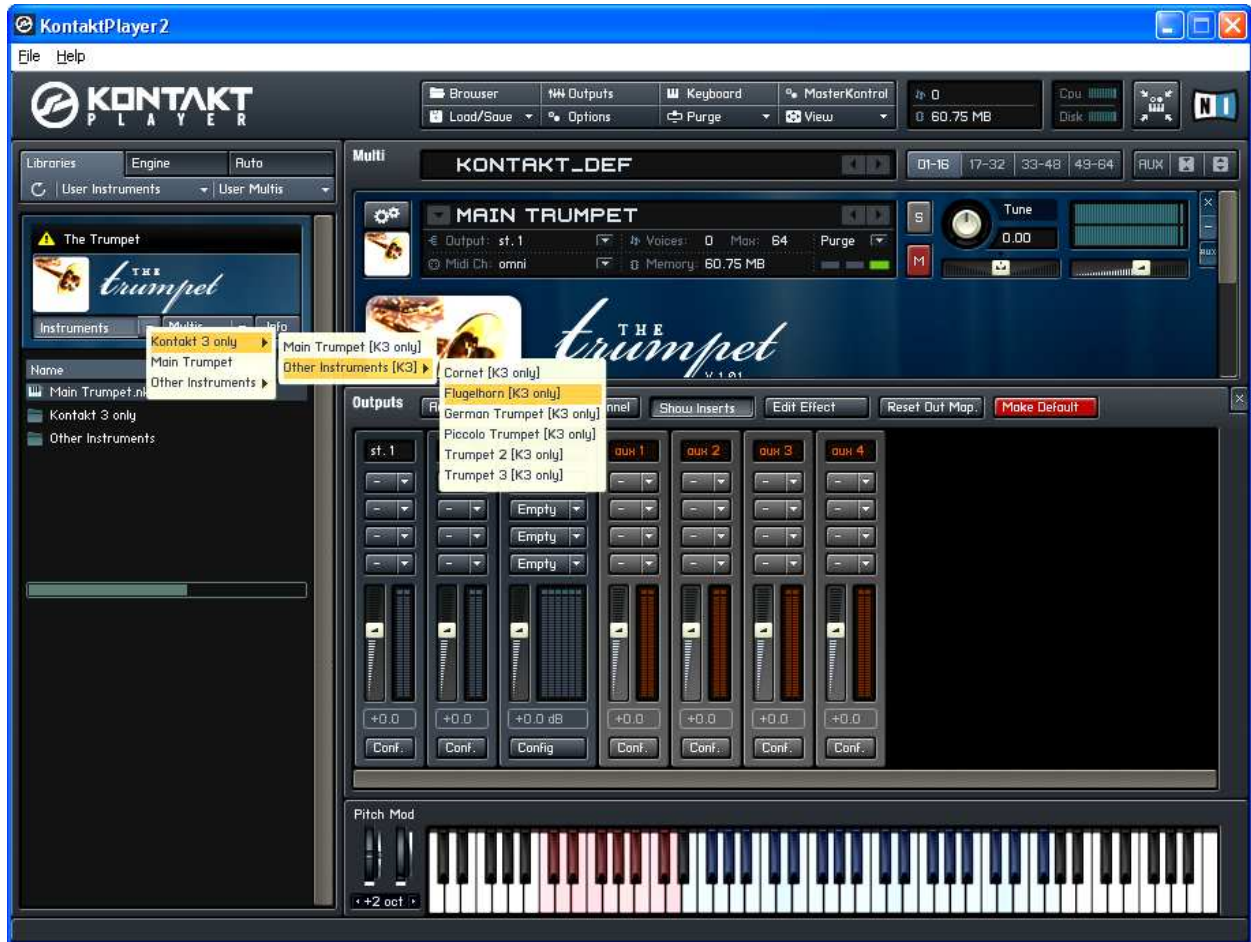 KontaktPlayer2
File Help
KONTAKT
PLAYER
Browser Outputs Keyboard MasterKontrol
Load/Save Options Purge View
0
60.75 MB
Cpu
Disk
NI
Libraries Engine Auto
User Instruments User Multis
The Trumpet
THE
trumpet
Instruments Multis Info
Name
Main Trumpet.nk
Kontakt 3 only
Other Instruments
Kontakt 3 only
Main Trumpet
Other Instruments
Main Trumpet [K3 only]
Other Instruments [K3]
Cornet [K3 only]
Flugelhorn [K3 only]
German Trumpet [K3 only]
Piccolo Trumpet [K3 only]
Trumpet 2 [K3 only]
Trumpet 3 [K3 only]
Multi KONTAKT_DEF 01-16 17-32 33-48 49-64 AUX
MAIN TRUMPET
Output: st.1 Voices: 0 Max: 64 Purge
Midi Ch: omni Memory: 60.75 MB
S
M
Tune
0.00
AUX
THE
trumpet
V 1.01
Outputs Show Inserts Edit Effect Reset Out Map. Make Default
st.1 aux 1 aux 2 aux 3 aux 4
Empty
Empty
Empty
+0.0 +0.0 +0.0 dB +0.0 +0.0 +0.0 +0.0
Conf. Conf. Config Conf. Conf. Conf. Conf.
Pitch Mod
+2 oct